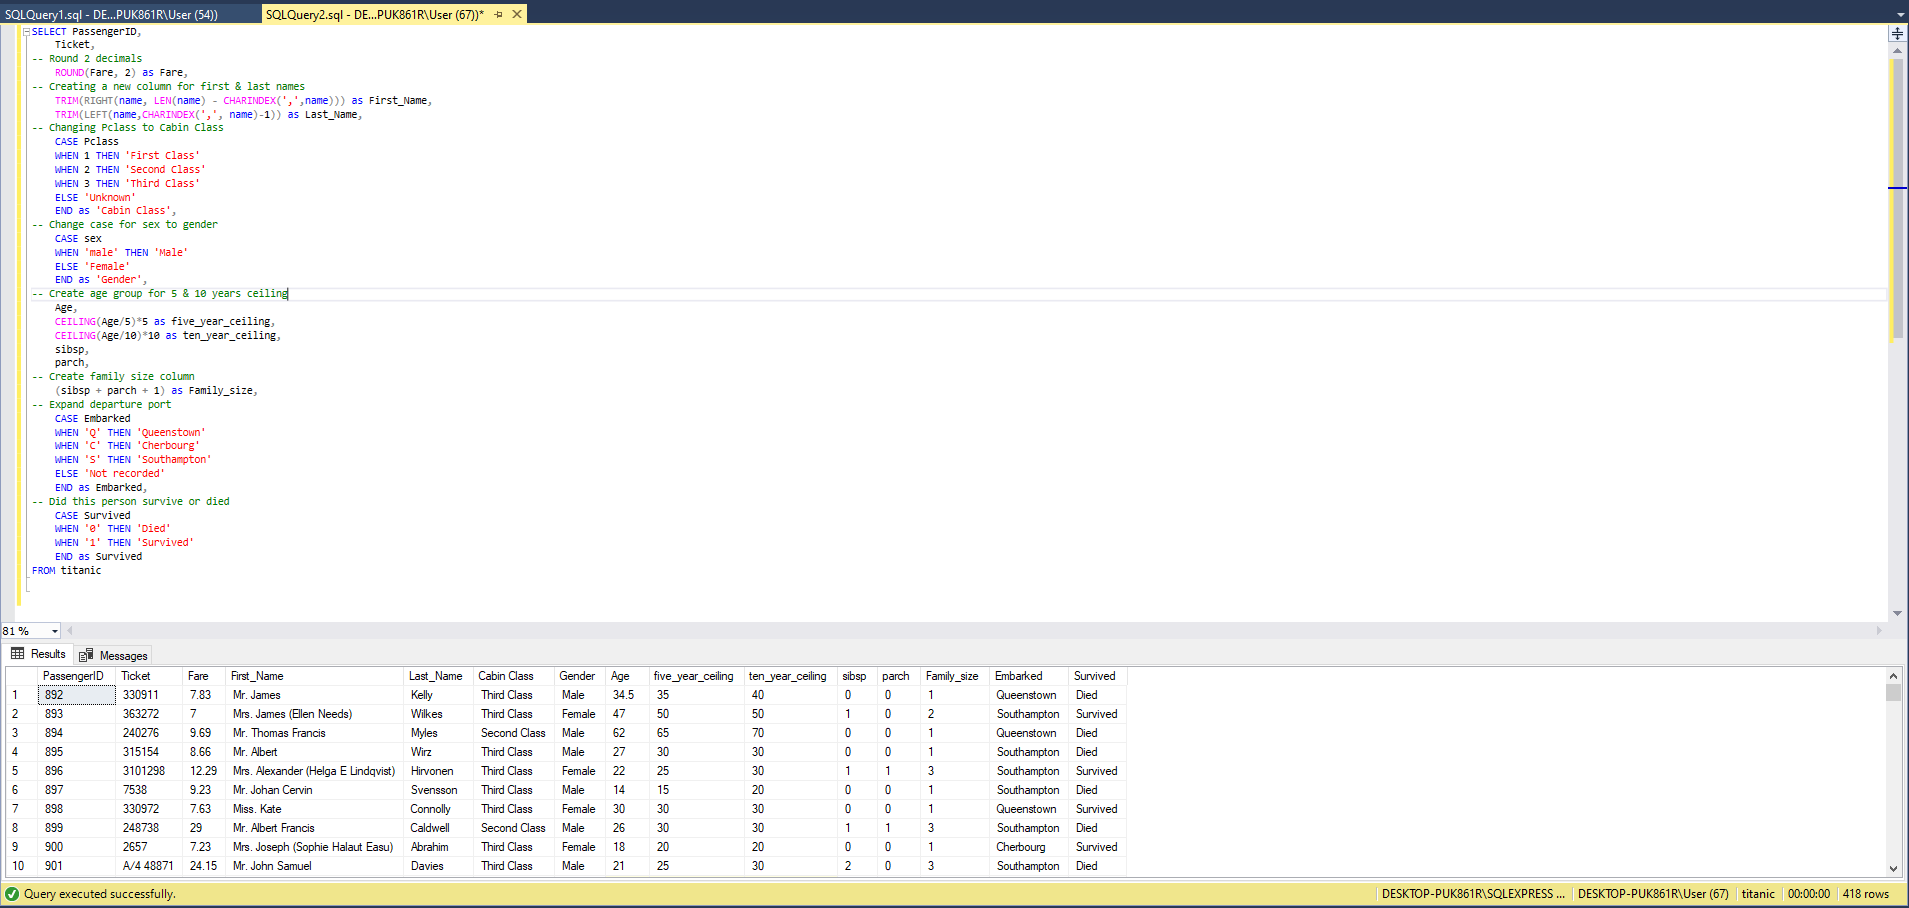 SQLQuery1.sql - DE...PUK861R\User (54))
SQLQuery2.sql - DE...PUK861R\User (67))*
SELECT PassengerID,
Ticket,
-- Round 2 decimals
ROUND(Fare, 2) as Fare,
-- Creating a new column for first & last names
TRIM(RIGHT(name, LEN(name) - CHARINDEX(',',name))) as First_Name,
TRIM(LEFT(name,CHARINDEX(',', name)-1)) as Last_Name,
-- Changing Pclass to Cabin Class
CASE Pclass
WHEN 1 THEN 'First Class'
WHEN 2 THEN 'Second Class'
WHEN 3 THEN 'Third Class'
ELSE 'Unknown'
END as 'Cabin Class',
-- Change case for sex to gender
CASE sex
WHEN 'male' THEN 'Male'
ELSE 'Female'
END as 'Gender',
-- Create age group for 5 & 10 years ceiling
Age,
CEILING(Age/5)*5 as five_year_ceiling,
CEILING(Age/10)*10 as ten_year_ceiling,
sibsp,
parch,
-- Create family size column
(sibsp + parch + 1) as Family_size,
-- Expand departure port
CASE Embarked
WHEN 'Q' THEN 'Queenstown'
WHEN 'C' THEN 'Cherbourg'
WHEN 'S' THEN 'Southampton'
ELSE 'Not recorded'
END as Embarked,
-- Did this person survive or died
CASE Survived
WHEN '0' THEN 'Died'
WHEN '1' THEN 'Survived'
END as Survived
FROM titanic
81 %
Results Messages
PassengerID Ticket Fare First_Name Last_Name Cabin Class Gender Age five_year_ceiling ten_year_ceiling sibsp parch Family_size Embarked Survived
1 892 330911 7.83 Mr. James Kelly Third Class Male 34.5 35 40 0 0 1 Queenstown Died
2 893 363272 7 Mrs. James (Ellen Needs) Wilkes Third Class Female 47 50 50 1 0 2 Southampton Survived
3 894 240276 9.69 Mr. Thomas Francis Myles Second Class Male 62 65 70 0 0 1 Queenstown Died
4 895 315154 8.66 Mr. Albert Wirz Third Class Male 27 30 30 0 0 1 Southampton Died
5 896 3101298 12.29 Mrs. Alexander (Helga E Lindqvist) Hirvonen Third Class Female 22 25 30 1 1 3 Southampton Survived
6 897 7538 9.23 Mr. Johan Cervin Svensson Third Class Male 14 15 20 0 0 1 Southampton Died
7 898 330972 7.63 Miss. Kate Connolly Third Class Female 30 30 30 0 0 1 Queenstown Survived
8 899 248738 29 Mr. Albert Francis Caldwell Second Class Male 26 30 30 1 1 3 Southampton Died
9 900 2657 7.23 Mrs. Joseph (Sophie Halaut Easu) Abrahim Third Class Female 18 20 20 0 0 1 Cherbourg Survived
10 901 A/4 48871 24.15 Mr. John Samuel Davies Third Class Male 21 25 30 2 0 3 Southampton Died
Query executed successfully. DESKTOP-PUK861R\SQLEXPRESS ... DESKTOP-PUK861R\User (67) titanic 00:00:00 418 rows